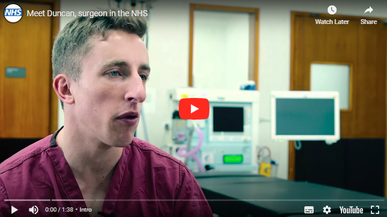 NHS
Meet Duncan, surgeon in the NHS
Watch Later
Share
0:00 / 1:38 • Intro
YouTube